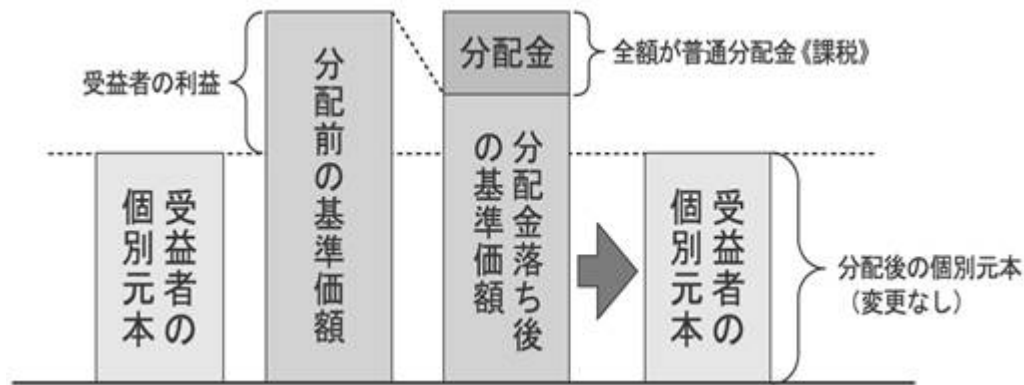 受益者の利益
受益者の
個別元本
分配前の基準価額
分配金
全額が普通分配金《課税》
分配金落ち後
の基準価額
受益者の
個別元本
分配後の個別元本
（変更なし）